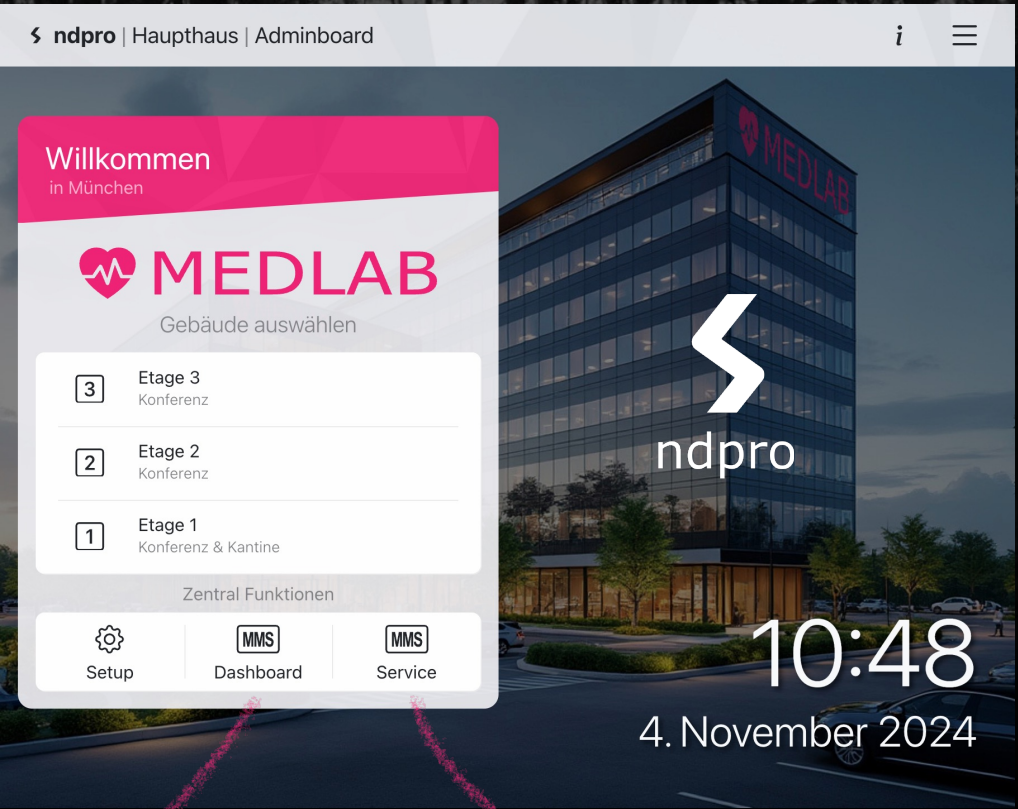 ndpro | Haupthaus | Adminboard
i
Willkommen
in München
MEDLAB
Gebäude auswählen
3
Etage 3
Konferenz
2
Etage 2
Konferenz
1
Etage 1
Konferenz & Kantine
Zentral Funktionen
Setup
MMS
Dashboard
MMS
Service
MEDLAB
ndpro
10:48
4. November 2024